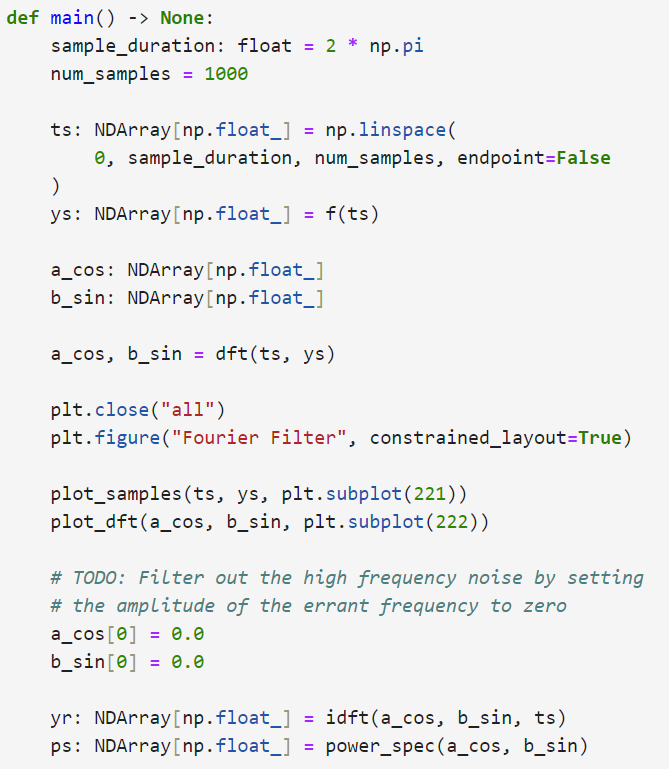 def main() -> None:
    sample_duration: float = 2 * np.pi
    num_samples = 1000

    ts: NDArray[np.float_] = np.linspace(
        0, sample_duration, num_samples, endpoint=False
    )
    ys: NDArray[np.float_] = f(ts)

    a_cos: NDArray[np.float_]
    b_sin: NDArray[np.float_]

    a_cos, b_sin = dft(ts, ys)

    plt.close("all")
    plt.figure("Fourier Filter", constrained_layout=True)

    plot_samples(ts, ys, plt.subplot(221))
    plot_dft(a_cos, b_sin, plt.subplot(222))

    # TODO: Filter out the high frequency noise by setting
    # the amplitude of the errant frequency to zero
    a_cos[0] = 0.0
    b_sin[0] = 0.0

    yr: NDArray[np.float_] = idft(a_cos, b_sin, ts)
    ps: NDArray[np.float_] = power_spec(a_cos, b_sin)